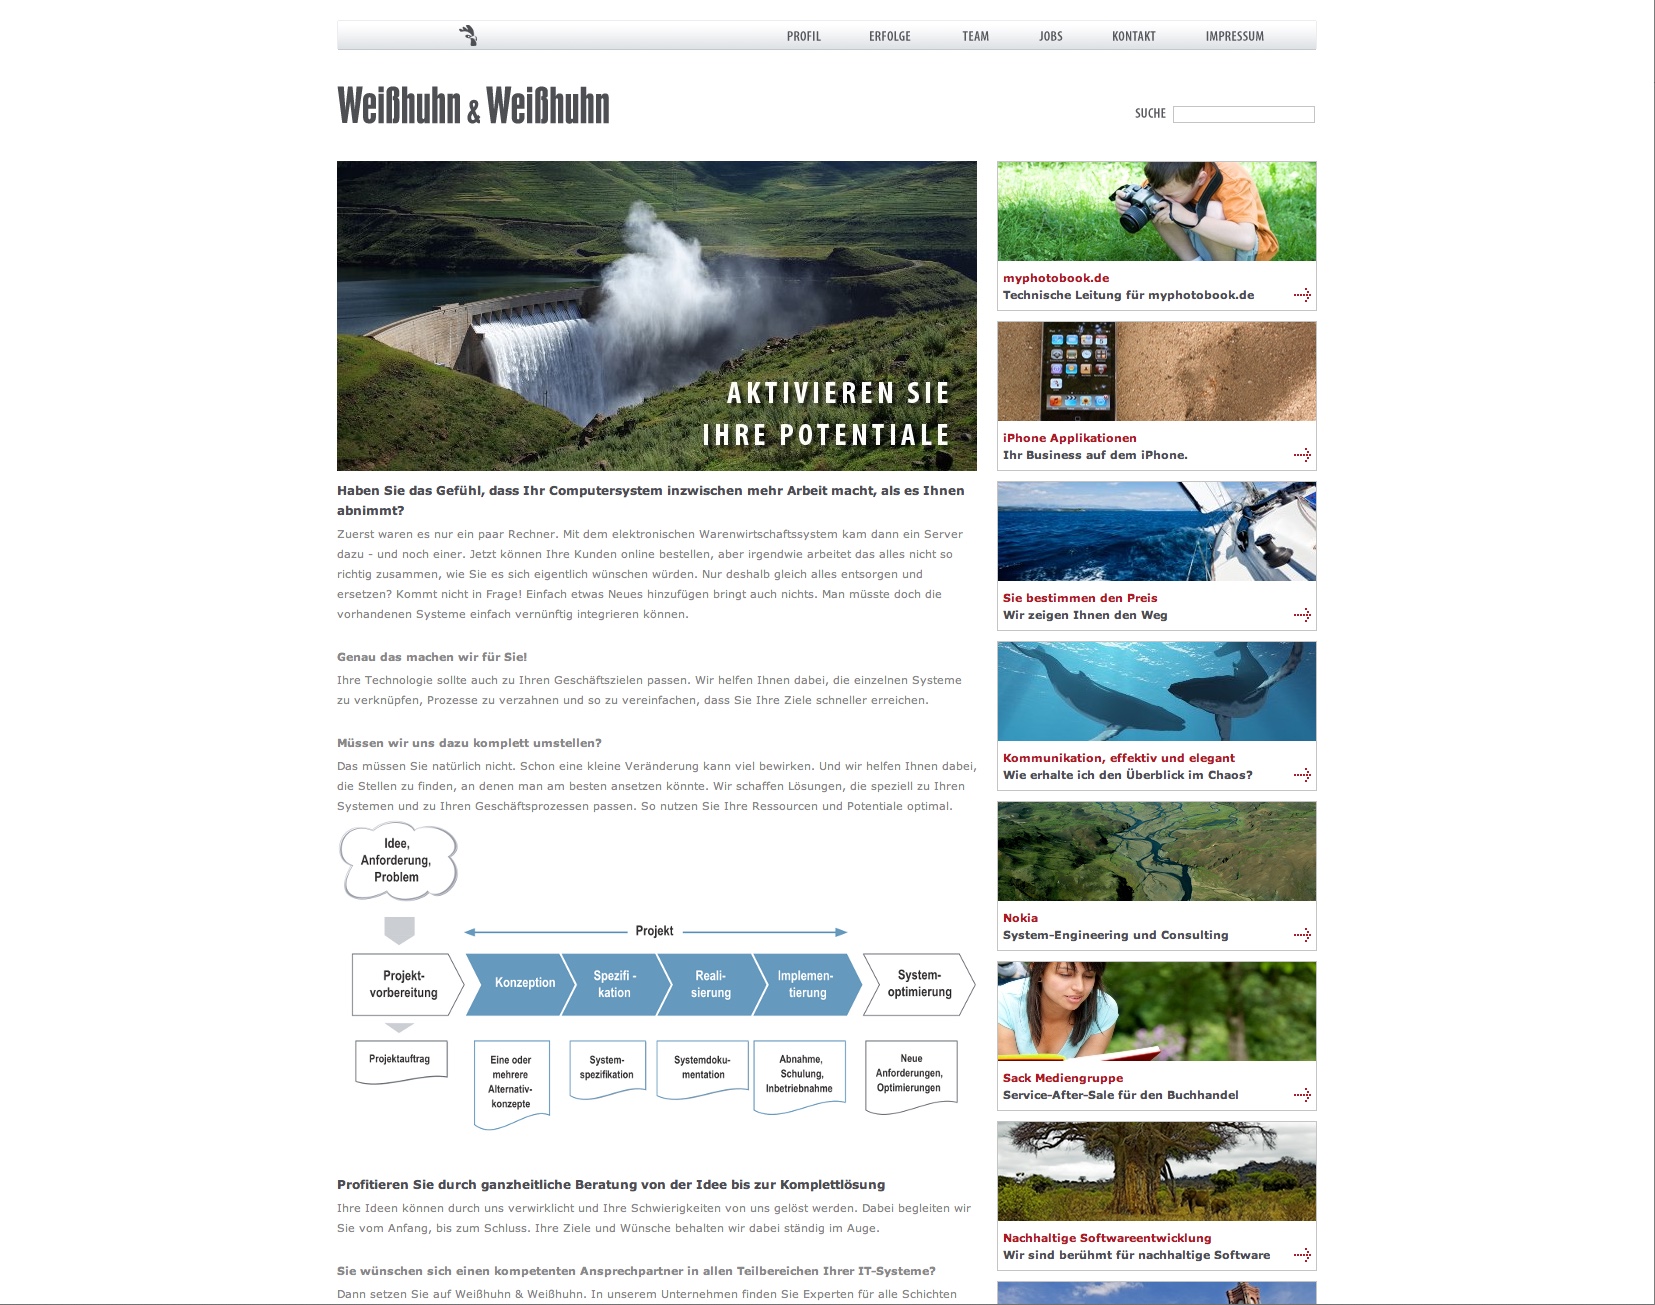 PROFIL ERFOLGE TEAM JOBS KONTAKT IMPRESSUM
Weißhuhn & Weißhuhn
SUCHE
AKTIVIEREN SIE
IHRE POTENTIALE
Haben Sie das Gefühl, dass Ihr Computersystem inzwischen mehr Arbeit macht, als es Ihnen
abnimmt?
Zuerst waren es nur ein paar Rechner. Mit dem elektronischen Warenwirtschaftssystem kam dann ein Server
dazu - und noch einer. Jetzt können Ihre Kunden online bestellen, aber irgendwie arbeitet das alles nicht so
richtig zusammen, wie Sie es sich eigentlich wünschen würden. Nur deshalb gleich alles entsorgen und
ersetzen? Kommt nicht in Frage! Einfach etwas Neues hinzufügen bringt auch nichts. Man müsste doch die
vorhandenen Systeme einfach vernünftig integrieren können.
Genau das machen wir für Sie!
Ihre Technologie sollte auch zu Ihren Geschäftszielen passen. Wir helfen Ihnen dabei, die einzelnen Systeme
zu verknüpfen, Prozesse zu verzahnen und so zu vereinfachen, dass Sie Ihre Ziele schneller erreichen.
Müssen wir uns dazu komplett umstellen?
Das müssen Sie natürlich nicht. Schon eine kleine Veränderung kann viel bewirken. Und wir helfen Ihnen dabei,
die Stellen zu finden, an denen man am besten ansetzen könnte. Wir schaffen Lösungen, die speziell zu Ihren
Systemen und zu Ihren Geschäftsprozessen passen. So nutzen Sie Ihre Ressourcen und Potentiale optimal.
Idee,
Anforderung,
Problem
Projekt
Projekt-
vorbereitung
Konzeption
Spezifi -
kation
Reali-
sierung
Implemen-
tierung
System-
optimierung
Projektauftrag
Eine oder
mehrere
Alternativ-
konzepte
System-
spezifikation
Systemdoku-
mentation
Abnahme,
Schulung,
Inbetriebnahme
Neue
Anforderungen,
Optimierungen
Profitieren Sie durch ganzheitliche Beratung von der Idee bis zur Komplettlösung
Ihre Ideen können durch uns verwirklicht und Ihre Schwierigkeiten von uns gelöst werden. Dabei begleiten wir
Sie vom Anfang, bis zum Schluss. Ihre Ziele und Wünsche behalten wir dabei ständig im Auge.
Sie wünschen sich einen kompetenten Ansprechpartner in allen Teilbereichen Ihrer IT-Systeme?
Dann setzen Sie auf Weißhuhn & Weißhuhn. In unserem Unternehmen finden Sie Experten für alle Schichten
myphotobook.de
Technische Leitung für myphotobook.de
iPhone Applikationen
Ihr Business auf dem iPhone.
Sie bestimmen den Preis
Wir zeigen Ihnen den Weg
Kommunikation, effektiv und elegant
Wie erhalte ich den Überblick im Chaos?
Nokia
System-Engineering und Consulting
Sack Mediengruppe
Service-After-Sale für den Buchhandel
Nachhaltige Softwareentwicklung
Wir sind berühmt für nachhaltige Software